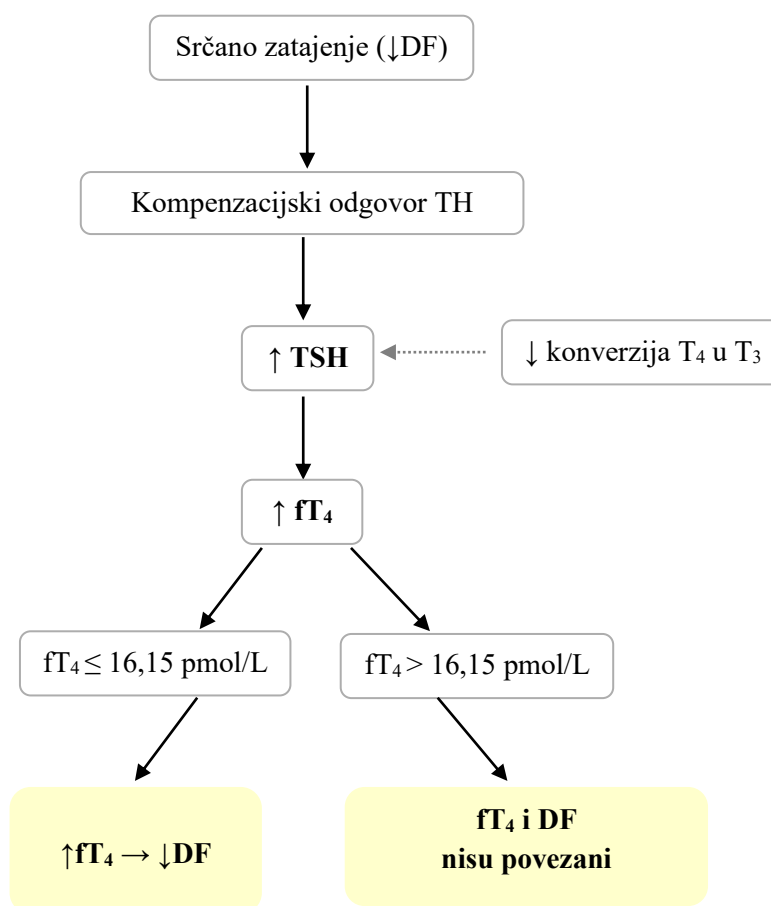 Srčano zatajenje (↓DF)
Kompenzacijski odgovor TH
↑ TSH
↓ konverzija T₄ u T₃
↑ fT₄
fT₄ ≤ 16,15 pmol/L
fT₄ > 16,15 pmol/L
↑fT₄ → ↓DF
fT₄ i DF
nisu povezani